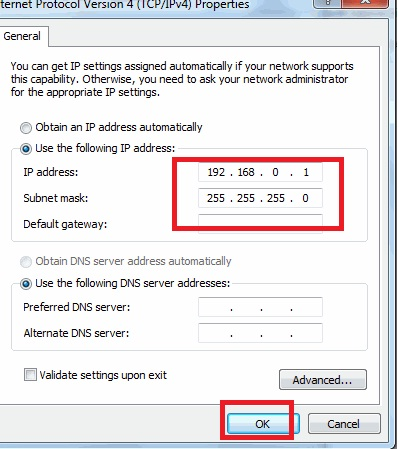 ternet Protocol Version 4 (TCP/IPv4) Properties
General
You can get IP settings assigned automatically if your network supports
this capability. Otherwise, you need to ask your network administrator
for the appropriate IP settings.
Obtain an IP address automatically
Use the following IP address:
IP address: 192 . 168 . 0 . 1
Subnet mask: 255 . 255 . 255 . 0
Default gateway:
Obtain DNS server address automatically
Use the following DNS server addresses:
Preferred DNS server: . . .
Alternate DNS server: . . .
Validate settings upon exit
Advanced...
OK Cancel